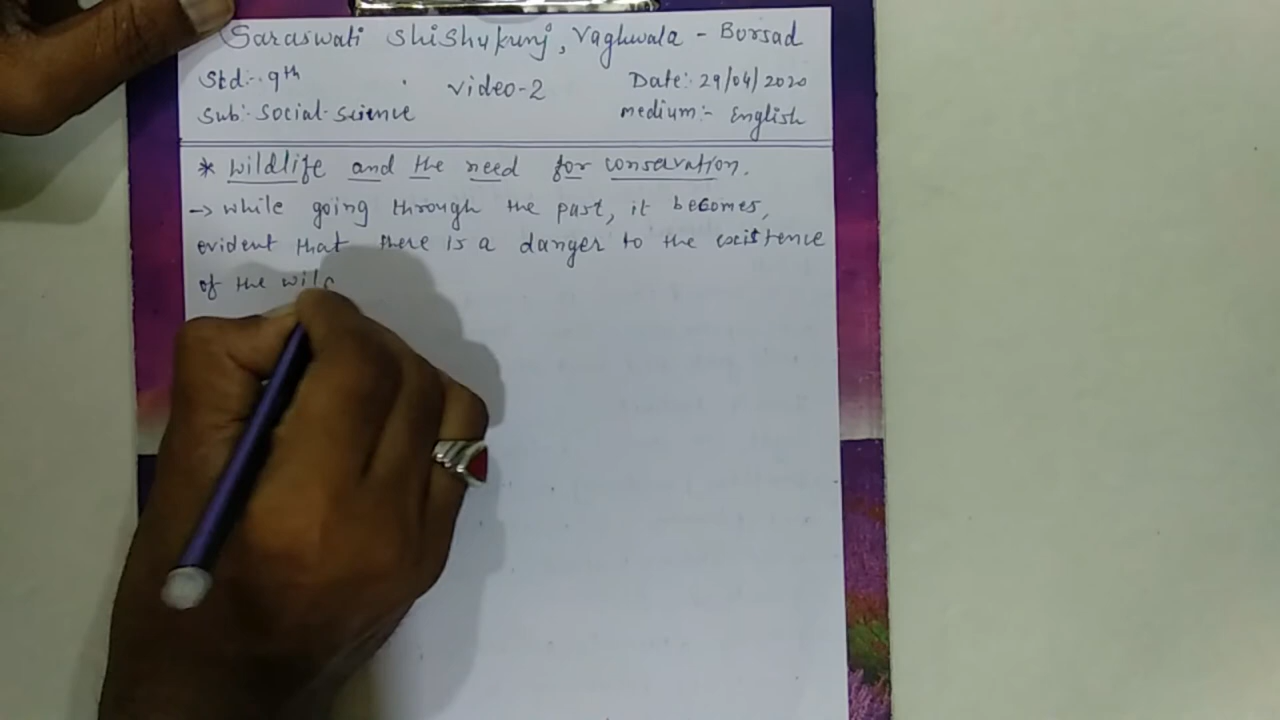 Saraswati Shishukunj, Vaghwala - Borsad
Std:- 9th
video-2
Date:- 29/04/2020
Sub:- Social-Science
medium:- English
* wildlife and the need for conservation.
→ while going through the past, it becomes,
evident that there is a danger to the existence
of the wild